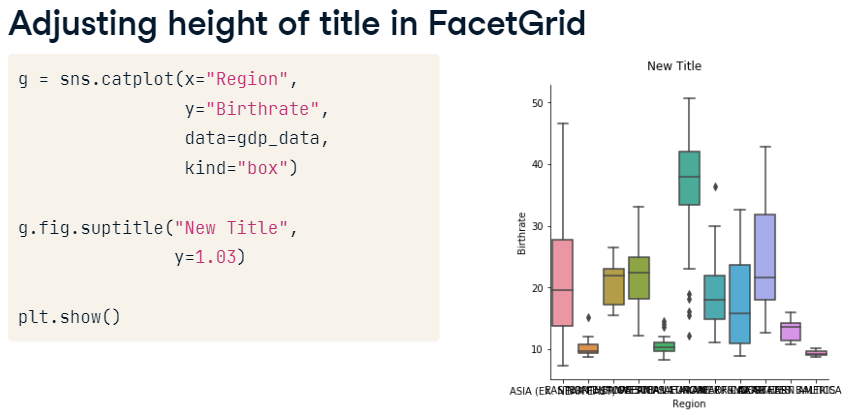 Adjusting height of title in FacetGrid
g = sns.catplot(x="Region",
y="Birthrate",
data=gdp_data,
kind="box")
g.fig.suptitle("New Title",
y=1.03)
plt.show()
New Title
50
40
30
20
10
Birthrate
ASIA (EX.
Region